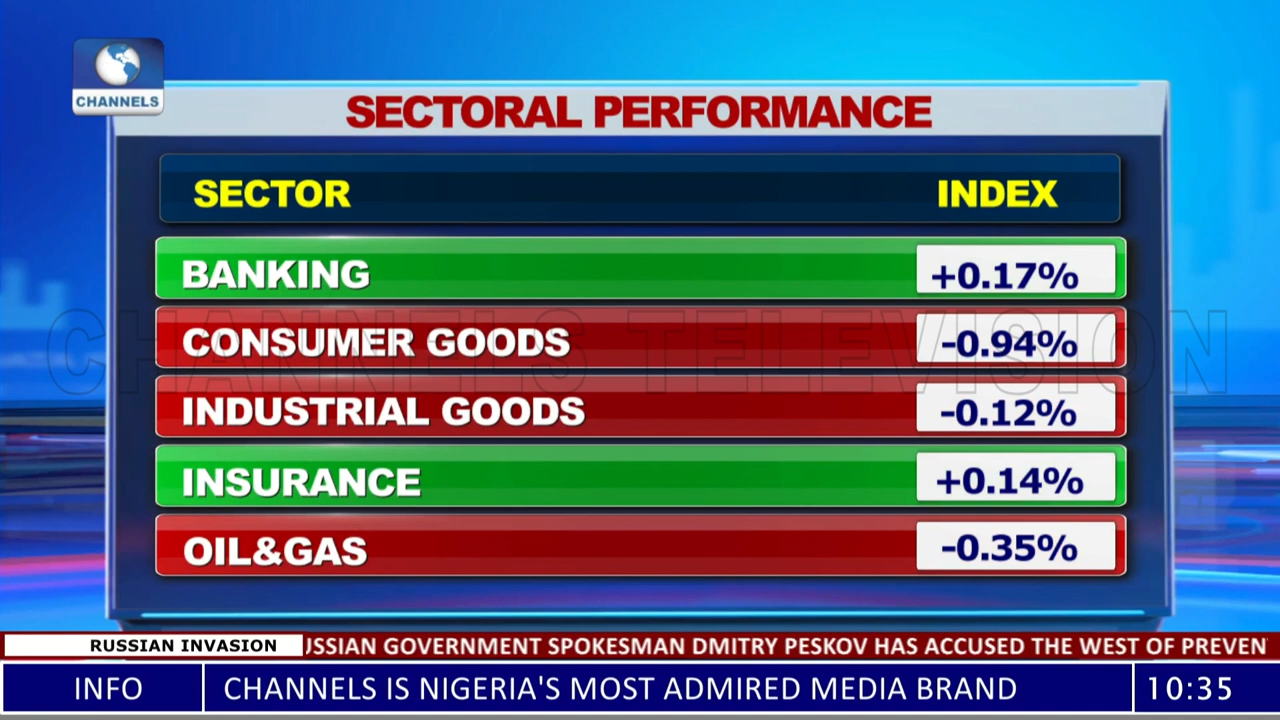 CHANNELS
SECTORAL PERFORMANCE
SECTOR INDEX
BANKING +0.17%
CONSUMER GOODS -0.94%
CHANNELS TELEVISION
INDUSTRIAL GOODS -0.12%
INSURANCE +0.14%
OIL&GAS -0.35%
RUSSIAN INVASION USSIAN GOVERNMENT SPOKESMAN DMITRY PESKOV HAS ACCUSED THE WEST OF PREVEN
INFO CHANNELS IS NIGERIA'S MOST ADMIRED MEDIA BRAND 10:35